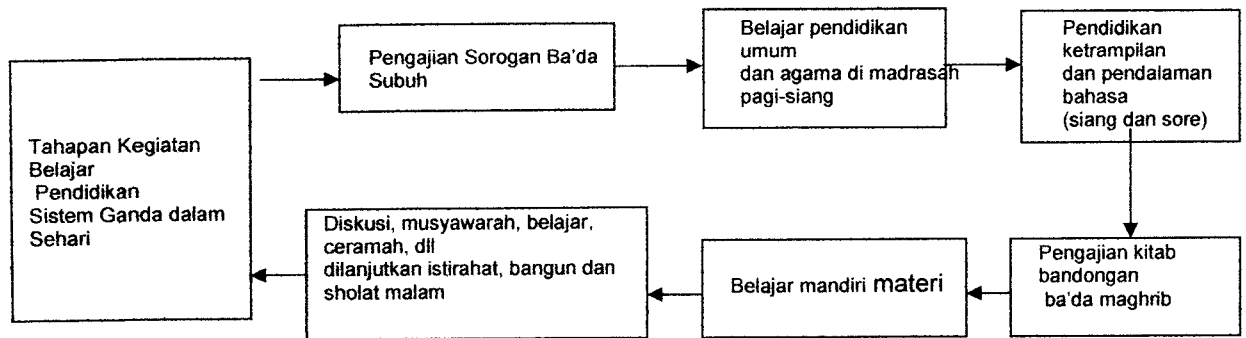 Tahapan Kegiatan
Belajar
Pendidikan
Sistem Ganda dalam
Sehari
Pengajian Sorogan Ba'da
Subuh
Belajar pendidikan
umum
dan agama di madrasah
pagi-siang
Pendidikan
ketrampilan
dan pendalaman
bahasa
(siang dan sore)
Pengajian kitab
bandongan
ba'da maghrib
Belajar mandiri materi
Diskusi, musyawarah, belajar,
ceramah, dll
dilanjutkan istirahat, bangun dan
sholat malam